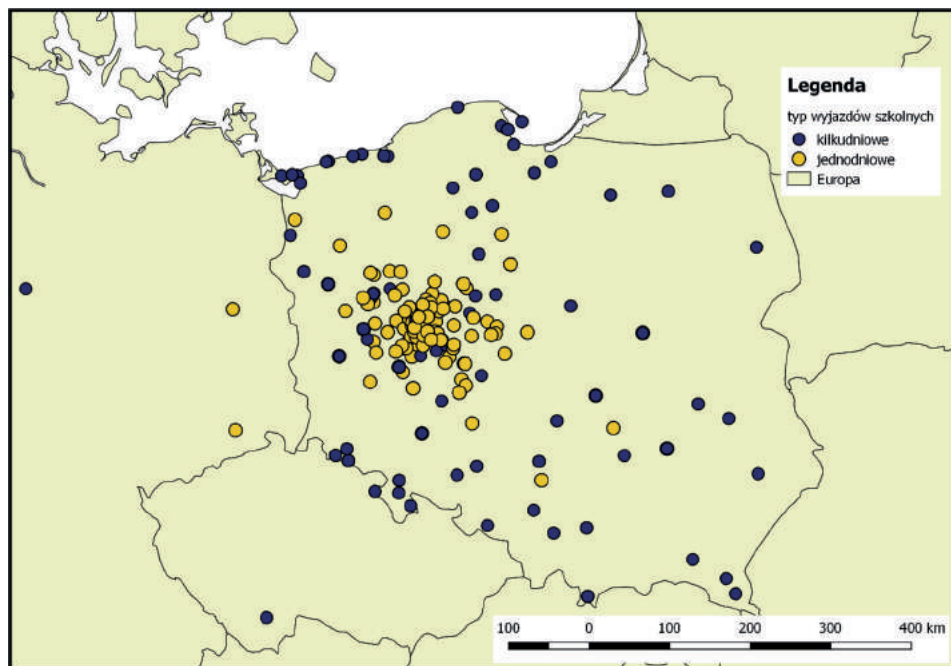 Legenda
typ wyjazdów szkolnych
kilkudniowe
jednodniowe
Europa
100 0 100 200 300 400 km